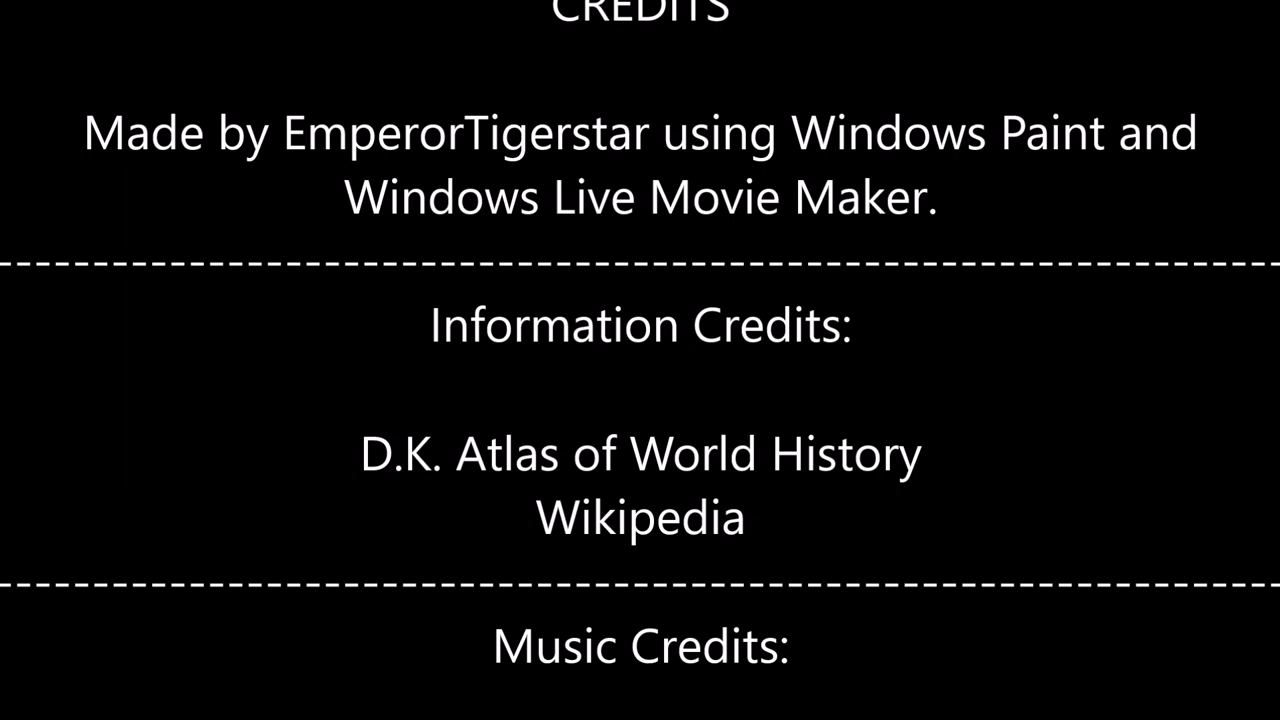 CREDITS
Made by EmperorTigerstar using Windows Paint and
Windows Live Movie Maker.
--------------------------------------------------------------------
Information Credits:
D.K. Atlas of World History
Wikipedia
--------------------------------------------------------------------
Music Credits: